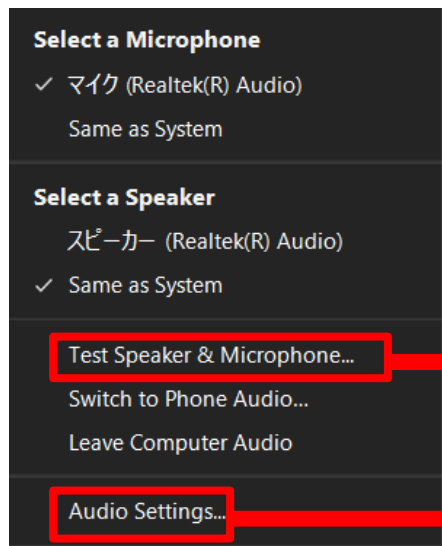 Select a Microphone
マイク (Realtek(R) Audio)
Same as System
Select a Speaker
スピーカー (Realtek(R) Audio)
Same as System
Test Speaker & Microphone...
Switch to Phone Audio...
Leave Computer Audio
Audio Settings...